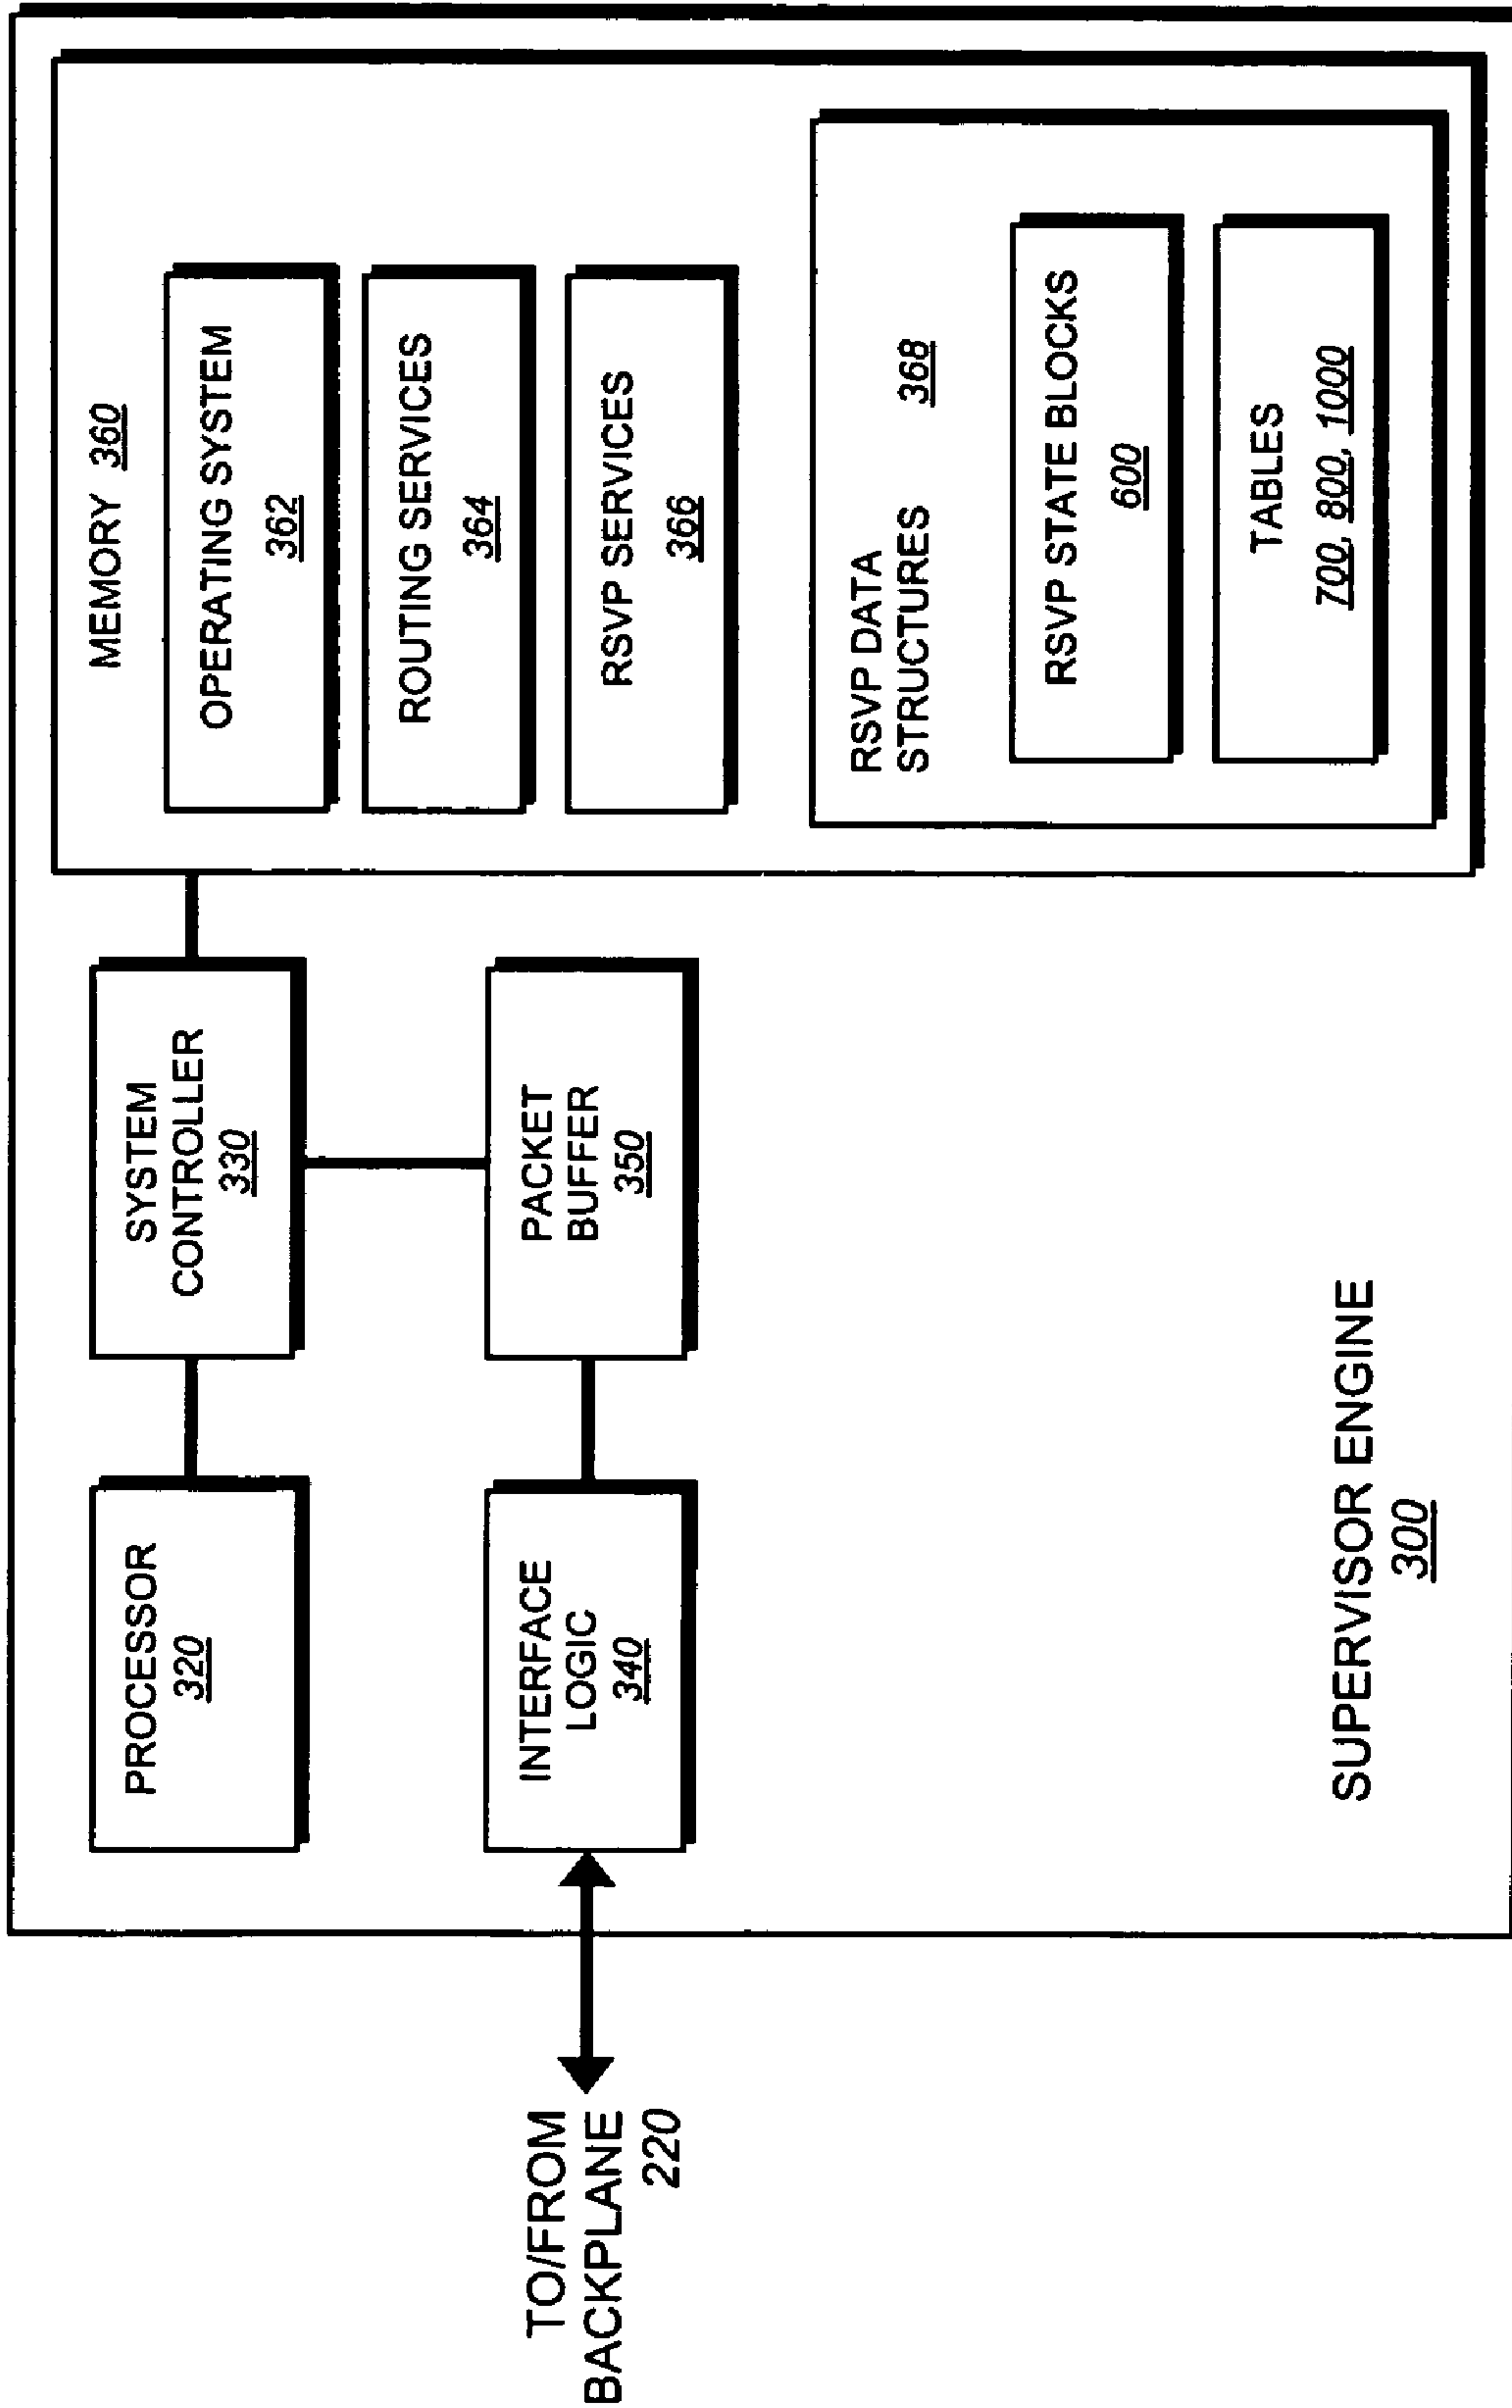 PROCESSOR
320
SYSTEM
CONTROLLER
330
MEMORY 360
OPERATING SYSTEM
362
ROUTING SERVICES
364
RSVP SERVICES
366
RSVP DATA
STRUCTURES
368
RSVP STATE BLOCKS
600
TABLES
700, 800, 1000
INTERFACE
LOGIC
340
PACKET
BUFFER
350
TO/FROM
BACKPLANE
220
SUPERVISOR ENGINE
300